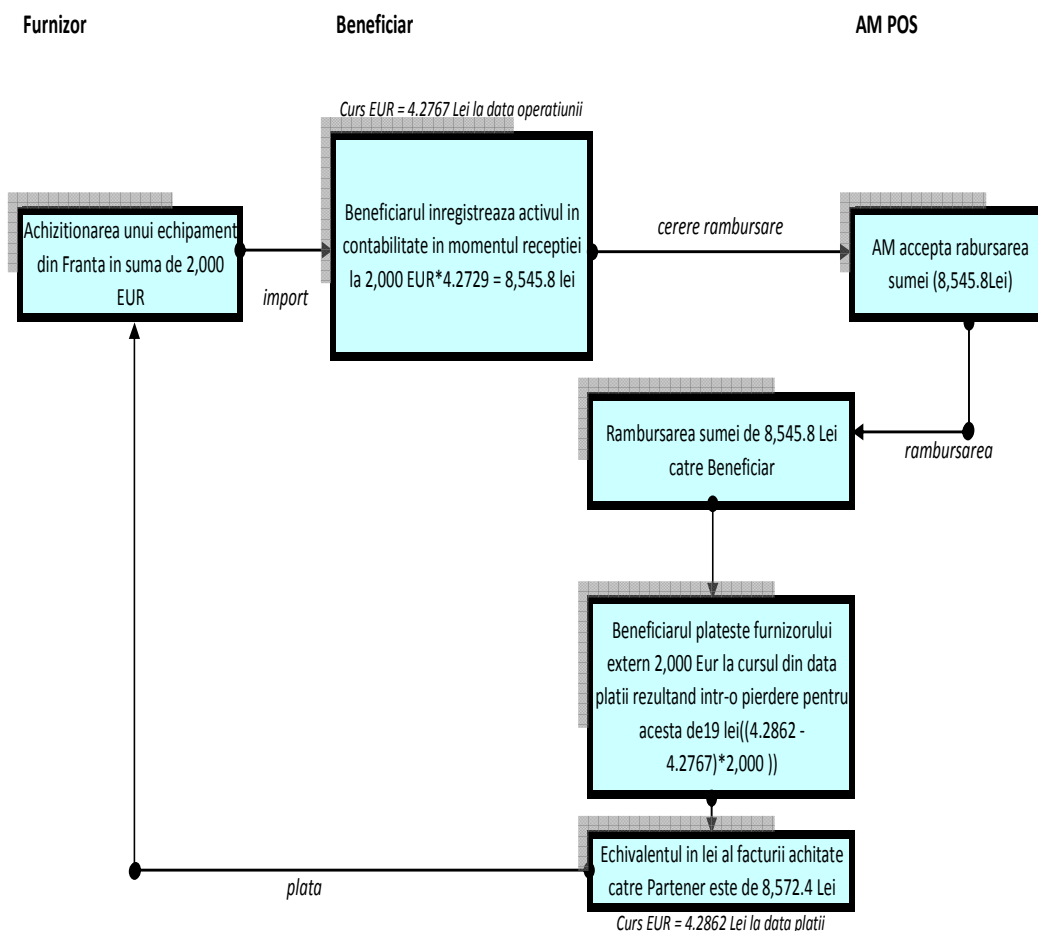 Furnizor
Beneficiar
AM POS
Curs EUR = 4.2767 Lei la data operatiunii
Achizitionarea unui echipament
din Franta in suma de 2,000
EUR
import
Beneficiarul inregistreaza activul in
contabilitate in momentul receptiei
la 2,000 EUR*4.2729 = 8,545.8 lei
cerere rambursare
AM accepta rabursarea
sumei (8,545.8Lei)
rambursarea
Rambursarea sumei de 8,545.8 Lei
catre Beneficiar
Beneficiarul plateste furnizorului
extern 2,000 Eur la cursul din data
platii rezultand intr-o pierdere pentru
acesta de19 lei((4.2862 -
4.2767)*2,000 ))
Echivalentul in lei al facturii achitate
catre Partener este de 8,572.4 Lei
plata
Curs EUR = 4.2862 Lei la data platii